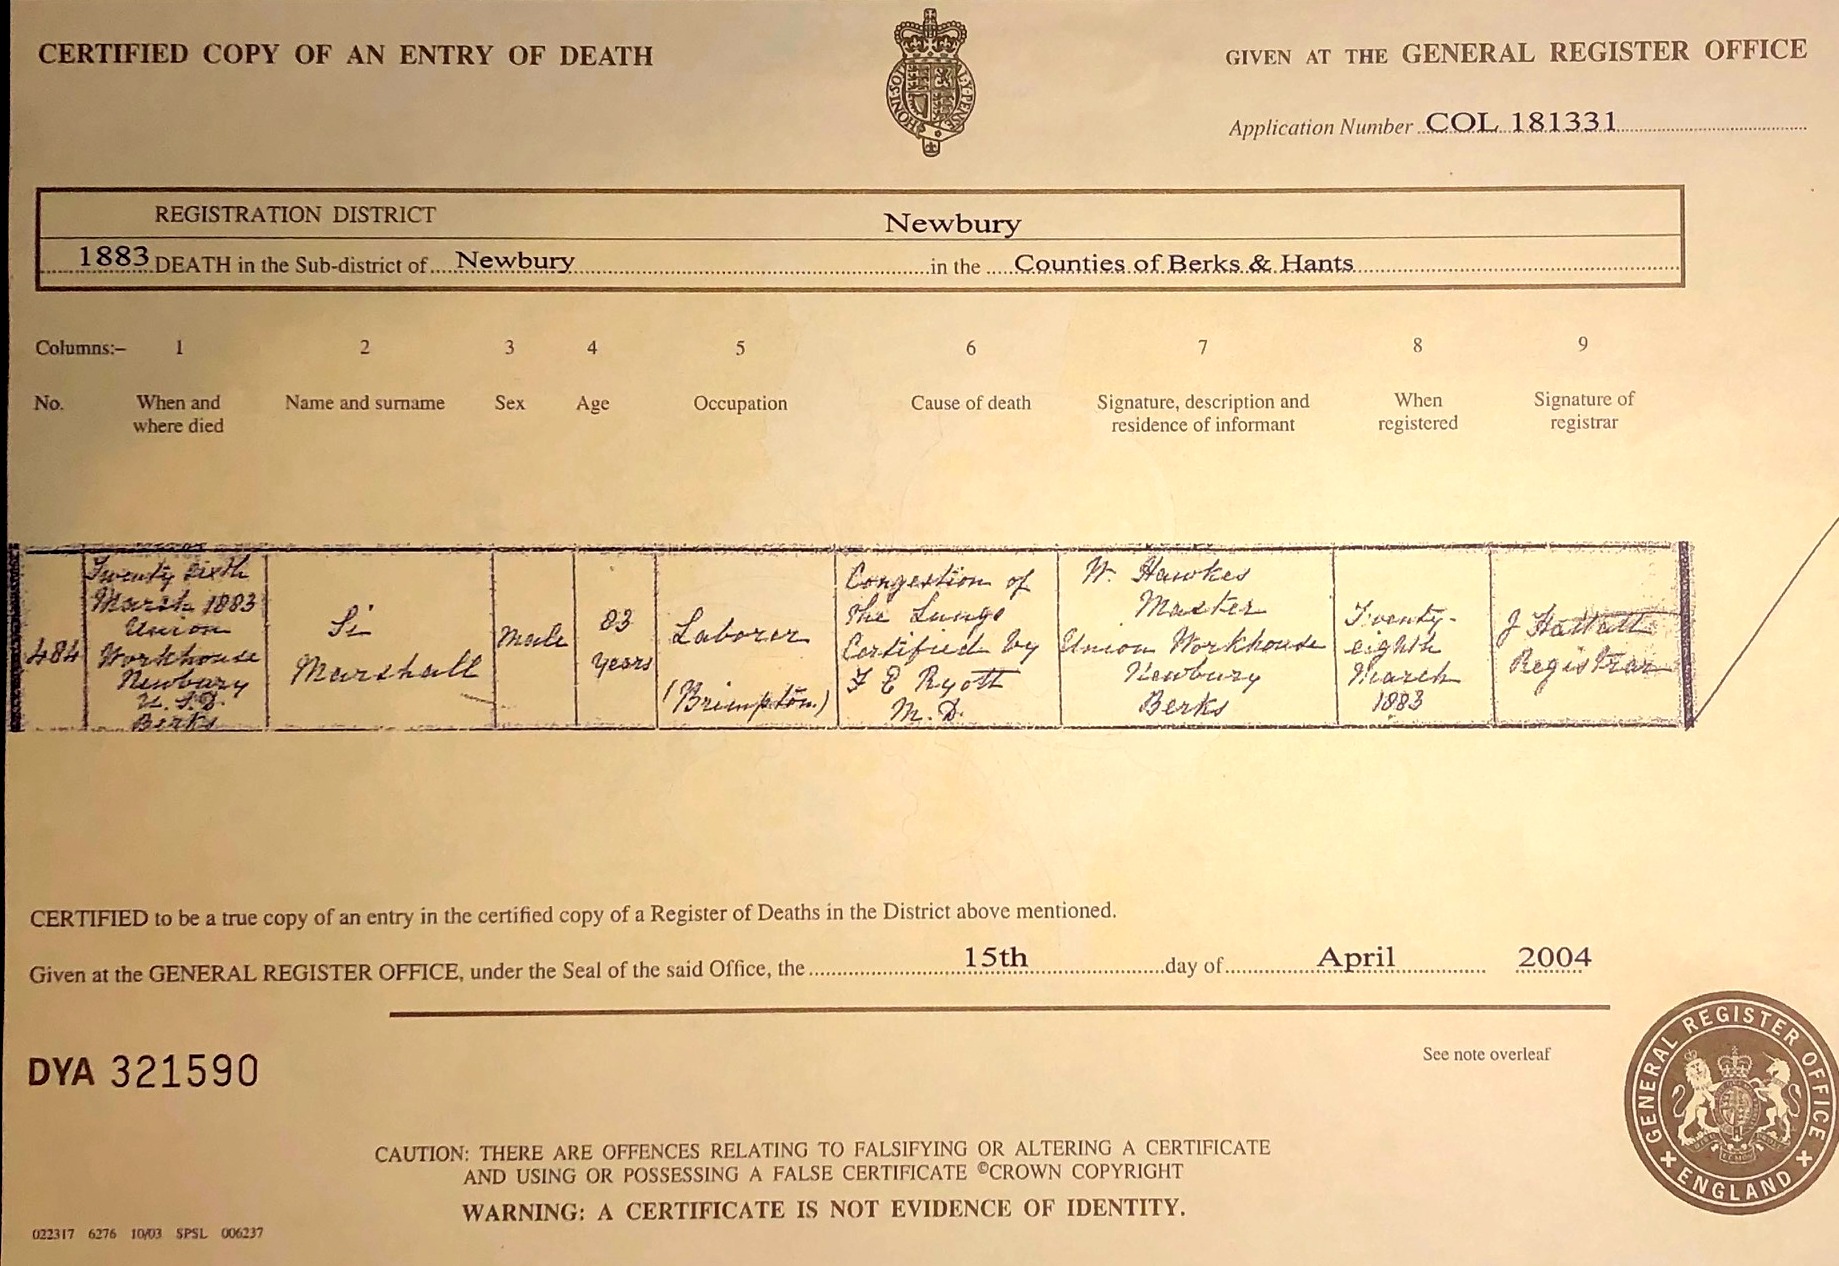 CERTIFIED COPY OF AN ENTRY OF DEATH
GIVEN AT THE GENERAL REGISTER OFFICE
Application Number COL 181331
REGISTRATION DISTRICT Newbury
1883 DEATH in the Sub-district of Newbury in the Counties of Berks & Hants
Columns:- 1 2 3 4 5 6 7 8 9
No.
When and
where died
Name and surname
Sex
Age
Occupation
Cause of death
Signature, description and
residence of informant
When
registered
Signature of
registrar
484
Twenty sixth
March 1883
Union
Workhouse
Newbury
U.S.D.
Berks
Si
Marshall
Male
83
Years
Laborer
(Brimpton)
Congestion of
the Lungs
Certified by
F E Ryott
M.D.
W. Hawkes
Master
Union Workhouse
Newbury
Berks
Twenty-
eighth
March
1883
J Hattatt
Registrar
CERTIFIED to be a true copy of an entry in the certified copy of a Register of Deaths in the District above mentioned.
Given at the GENERAL REGISTER OFFICE, under the Seal of the said Office, the 15th day of April 2004
See note overleaf
DYA 321590
GENERAL REGISTER OFFICE
ENGLAND
CAUTION: THERE ARE OFFENCES RELATING TO FALSIFYING OR ALTERING A CERTIFICATE
AND USING OR POSSESSING A FALSE CERTIFICATE ©CROWN COPYRIGHT
WARNING: A CERTIFICATE IS NOT EVIDENCE OF IDENTITY.
022317 6276 10/03 SPSL 006237